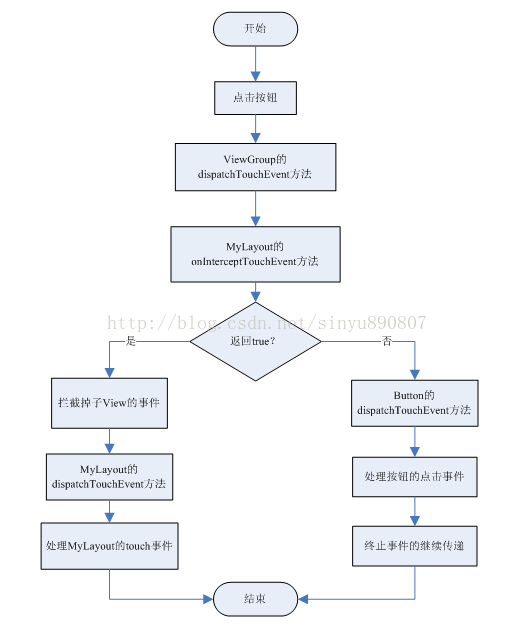 开始
点击按钮
ViewGroup的
dispatchTouchEvent方法
MyLayout的
onInterceptTouchEvent方法
http://blog.csdn.net/sinyu890807
返回true?
是
否
拦截掉子View的事件
Button的
dispatchTouchEvent方法
MyLayout的
dispatchTouchEvent方法
处理按钮的点击事件
处理MyLayout的touch事件
终止事件的继续传递
结束